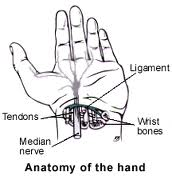 Ligament
Tendons
Wrist
bones
Median
nerve
Anatomy of the hand